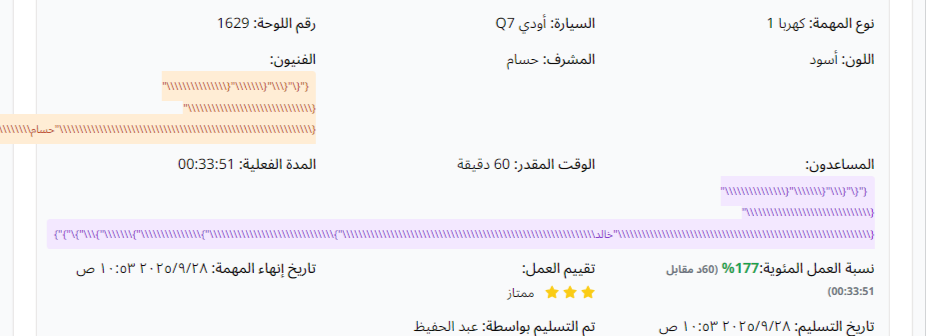 نوع المهمة: كهربا 1
السيارة: أودي Q7
رقم اللوحة: 1629
اللون: أسود
المشرف: حسام
الفنيون:
حسام
المساعدون:
الوقت المقدر: 60 دقيقة
المدة الفعلية: 00:33:51
خالد
نسبة العمل المئوية: 177% (60د مقابل
00:33:51)
تقييم العمل:
ممتاز
تاريخ إنهاء المهمة: ٢٠٢٥/٩/٢٨ ١٠:٥٣ ص
تاريخ التسليم: ٢٠٢٥/٩/٢٨ ١٠:٥٣ ص
تم التسليم بواسطة: عبد الحفيظ